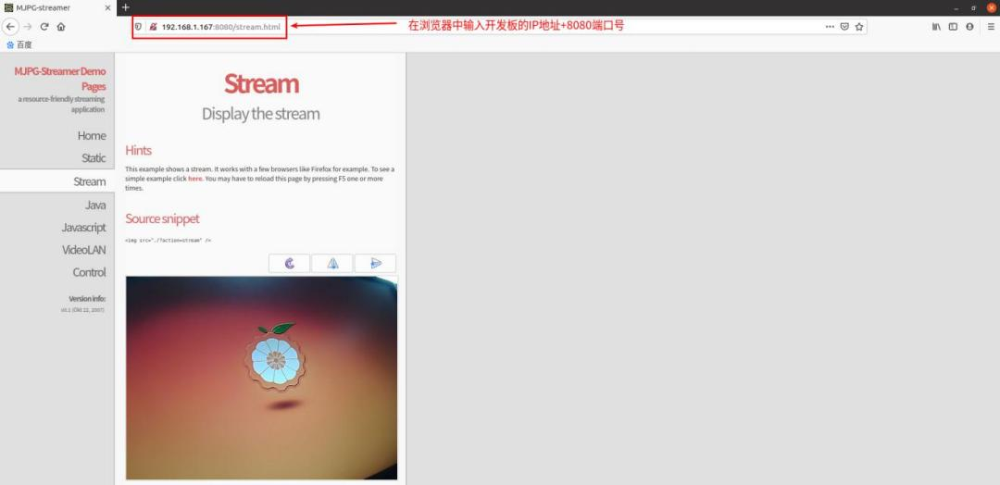 MJPG-streamer
192.168.1.167:8080/stream.html
在浏览器中输入开发板的IP地址+8080端口号
百度
MJPG-Streamer Demo
Pages
a resource-friendly streaming
application
Home
Static
Stream
Java
Javascript
VideoLAN
Control
Version info:
v0.1 (Okt 22, 2007)
Stream
Display the stream
Hints
This example shows a stream. It works with a few browsers like Firefox for example. To see a
simple example click here. You may have to reload this page by pressing F5 one or more
times.
Source snippet
<img src="./?action=stream" />